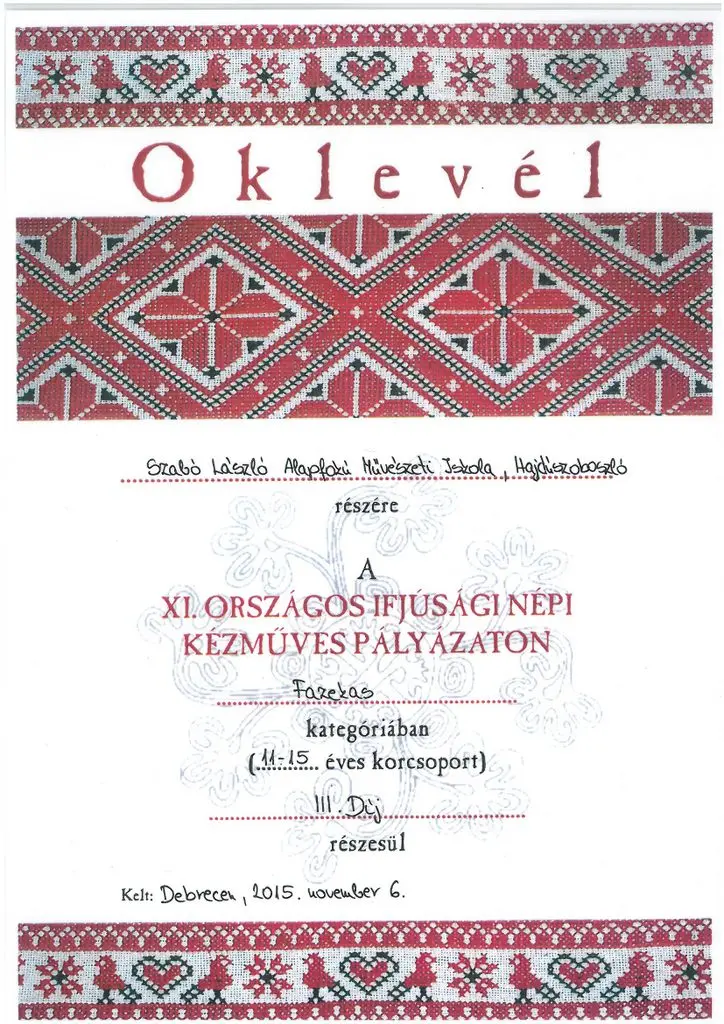 Oklevél
Szabó László Alapfokú Művészeti Iskola, Hajdúszoboszló
részére
A
XI. ORSZÁGOS IFJÚSÁGI NÉPI
KÉZMŰVES PÁLYÁZATON
Fazekas
kategóriában
(11-15. éves korcsoport)
III. Díj
részesül
Kelt: Debrecen, 2015. november 6.